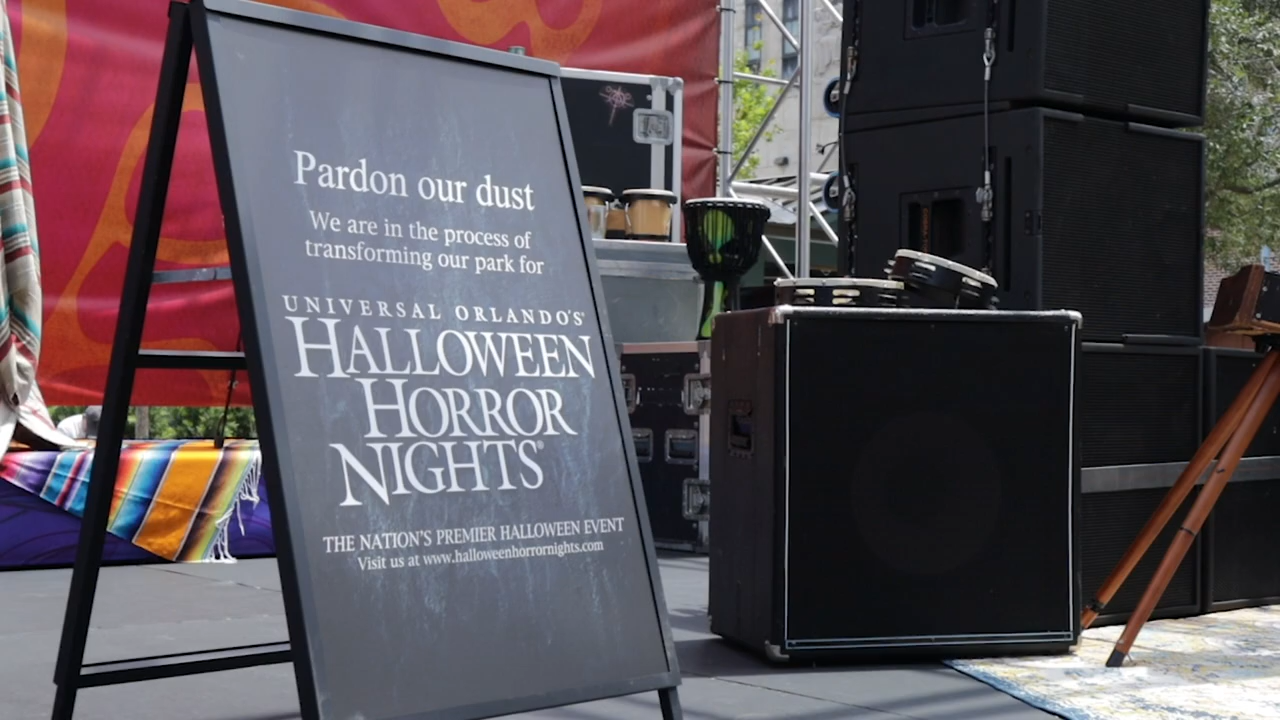 Pardon our dust
We are in the process of
transforming our park for
UNIVERSAL ORLANDO'S®
HALLOWEEN
HORROR
NIGHTS®
THE NATION'S PREMIER HALLOWEEN EVENT
Visit us at www.halloweenhorrornights.com